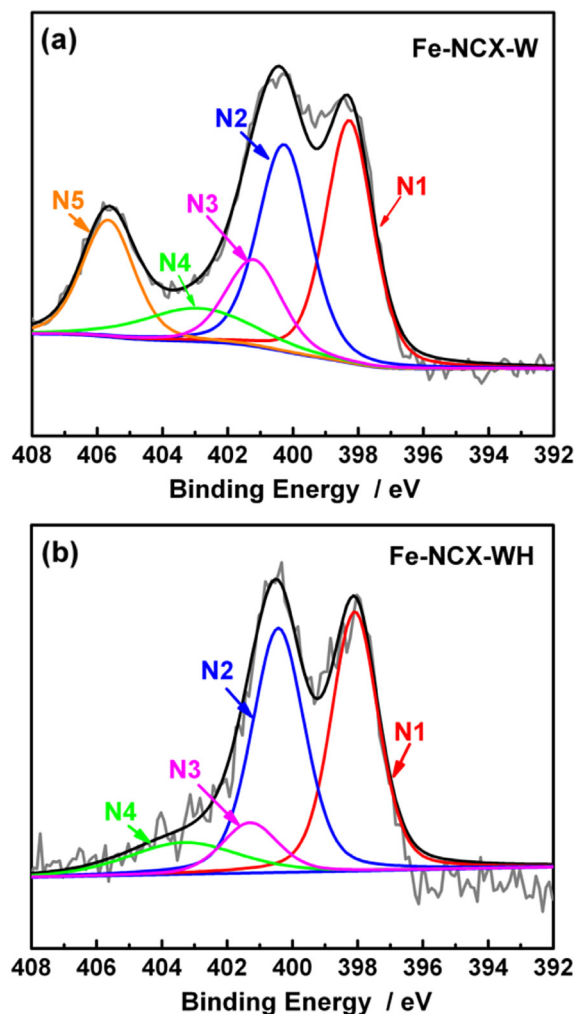 (a)
Fe-NCX-W
N2
N1
N5
N3
N4
408 406 404 402 400 398 396 394 392
Binding Energy / eV
(b)
Fe-NCX-WH
N2
N1
N3
N4
408 406 404 402 400 398 396 394 392
Binding Energy / eV